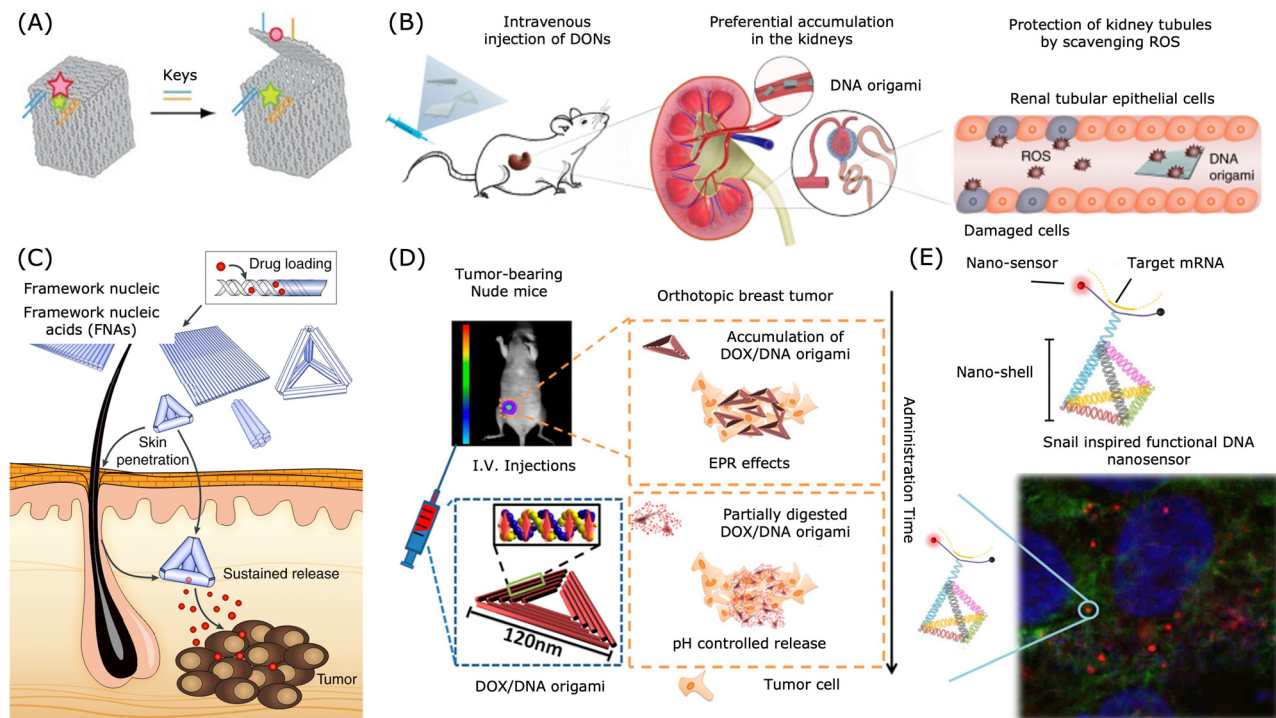 (A)
Keys
(B)
Intravenous
injection of DONs
Preferential accumulation
in the kidneys
Protection of kidney tubules
by scavenging ROS
DNA origami
Renal tubular epithelial cells
ROS
DNA
origami
Damaged cells
(C)
Drug loading
Framework nucleic
Framework nucleic
acids (FNAs)
Skin
penetration
Sustained release
Tumor
(D)
Tumor-bearing
Nude mice
I.V. Injections
120nm
DOX/DNA origami
Orthotopic breast tumor
Accumulation of
DOX/DNA origami
EPR effects
Partially digested
DOX/DNA origami
pH controlled release
Tumor cell
Administration Time
(E)
Nano-sensor
Target mRNA
Nano-shell
Snail inspired functional DNA
nanosensor